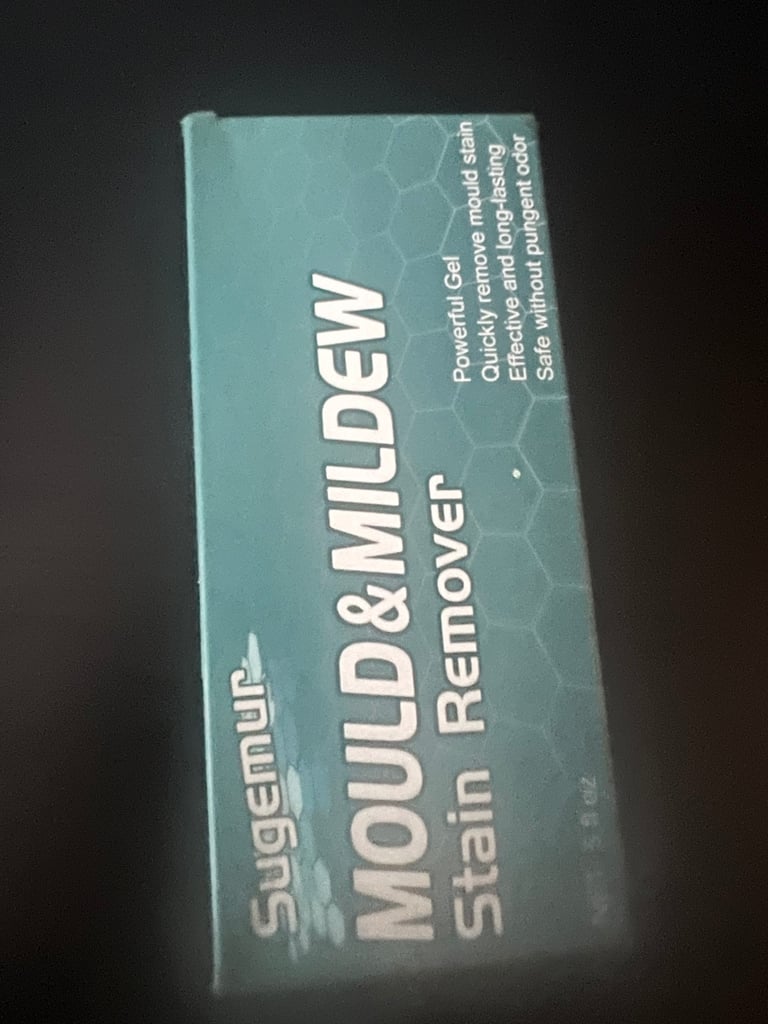 Sugemur
MOULD & MILDEW
Stain Remover
Powerful Gel
Quickly remove mould stain
Effective and long-lasting
Safe without pungent odor